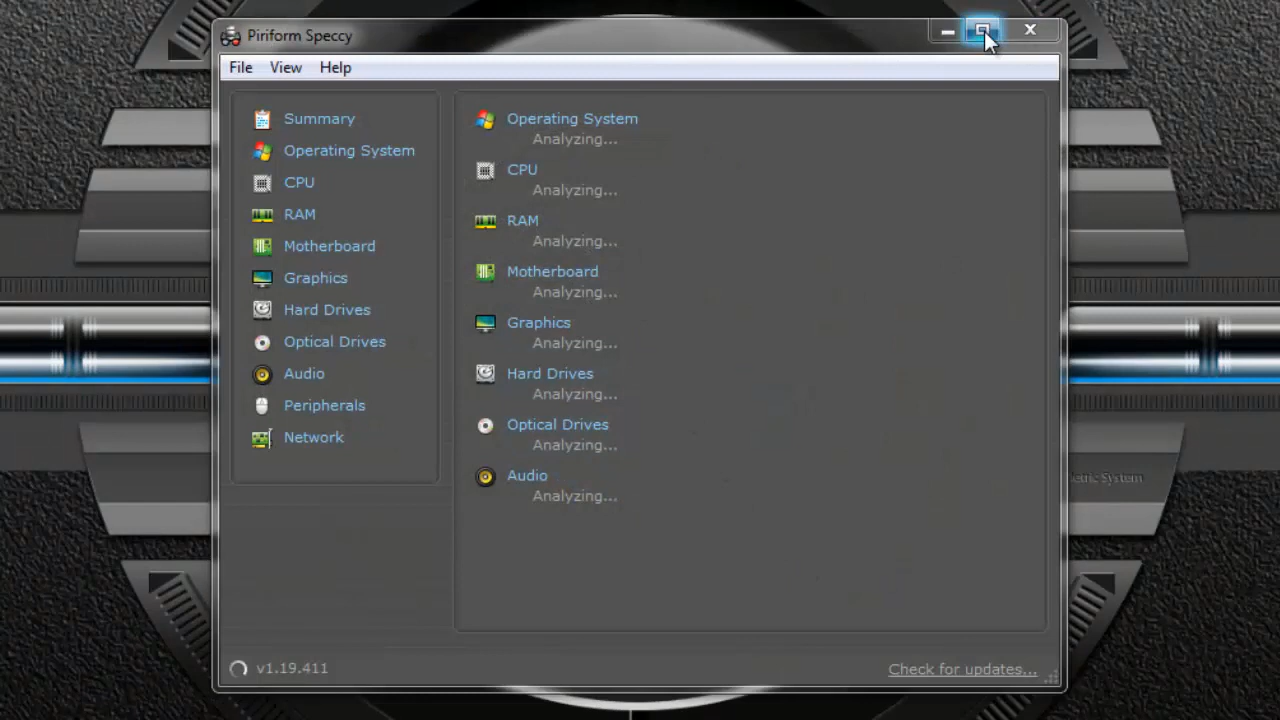 Piriform Speccy
File View Help
Summary
Operating System
CPU
RAM
Motherboard
Graphics
Hard Drives
Optical Drives
Audio
Peripherals
Network
Operating System
Analyzing...
CPU
Analyzing...
RAM
Analyzing...
Motherboard
Analyzing...
Graphics
Analyzing...
Hard Drives
Analyzing...
Optical Drives
Analyzing...
Audio
Analyzing...
System
v1.19.411
Check for updates...